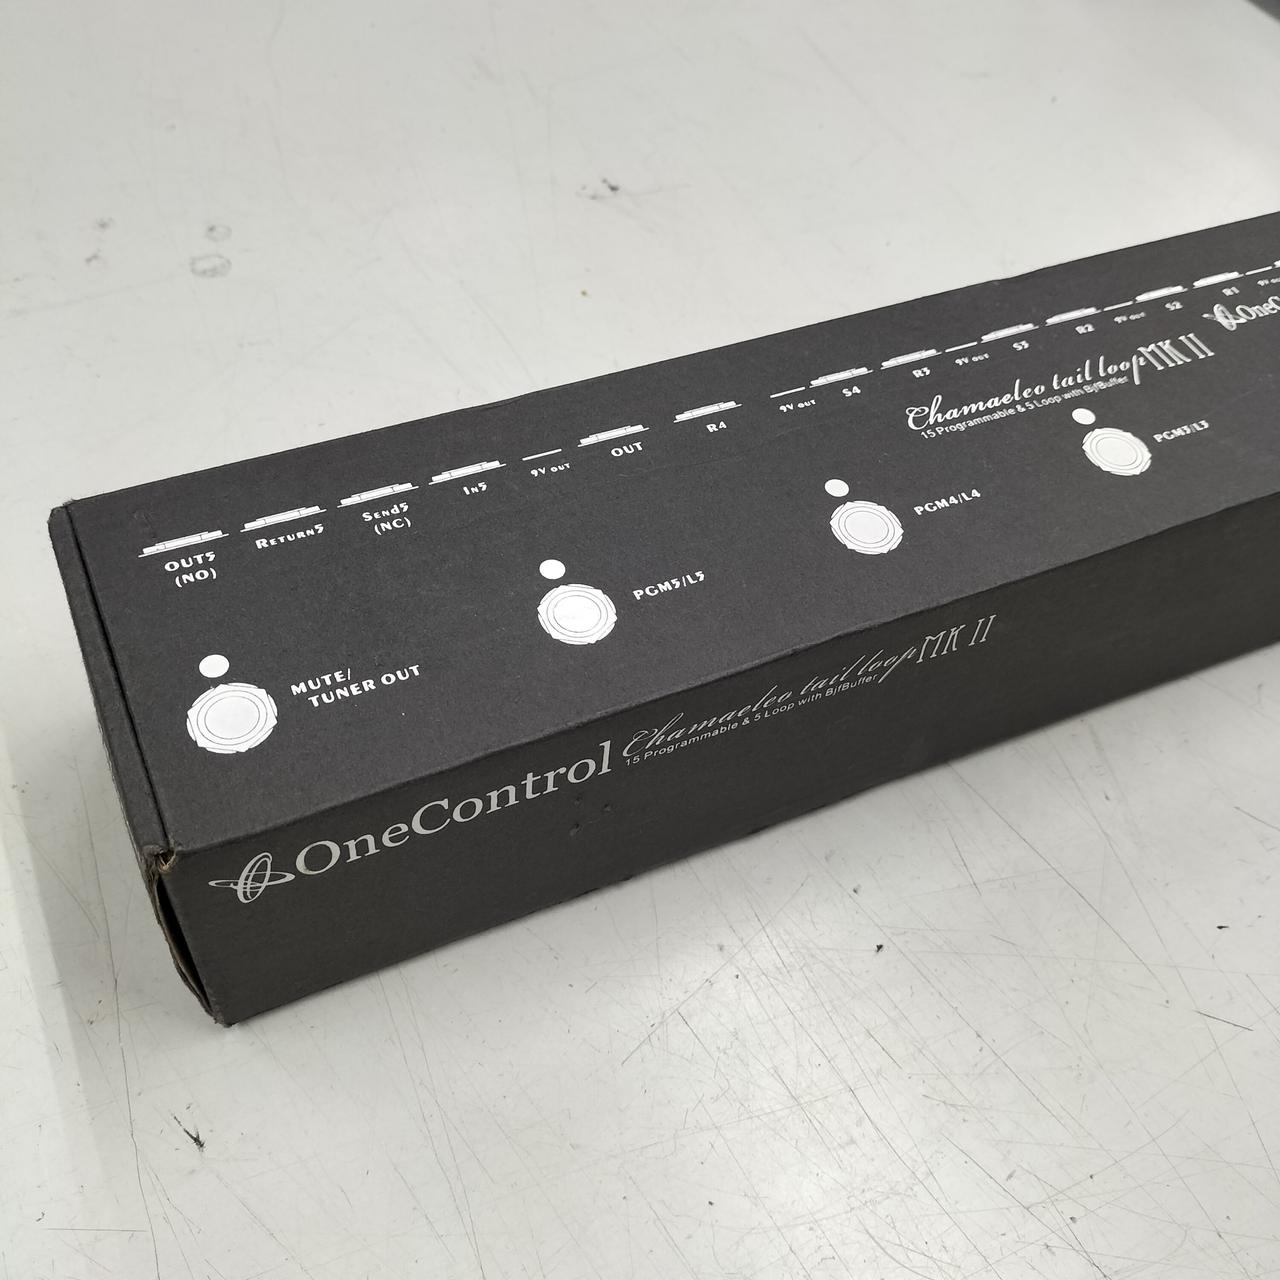 OUT5
(NO)
Return5
Send5
(NC)
In5
9V out
OUT
R4
9V out
S4
R3
9V out
S3
R2
9V out
S2
R1
9V
Chamaeleo tail loop MK II
15 Programmable & 5 Loop with BjfBuffer
OneC
MUTE/
TUNER OUT
PGM5/L5
PGM4/L4
PGM3/L3
OneControl
Chamaeleo tail loop MK II
15 Programmable & 5 Loop with BjfBuffer